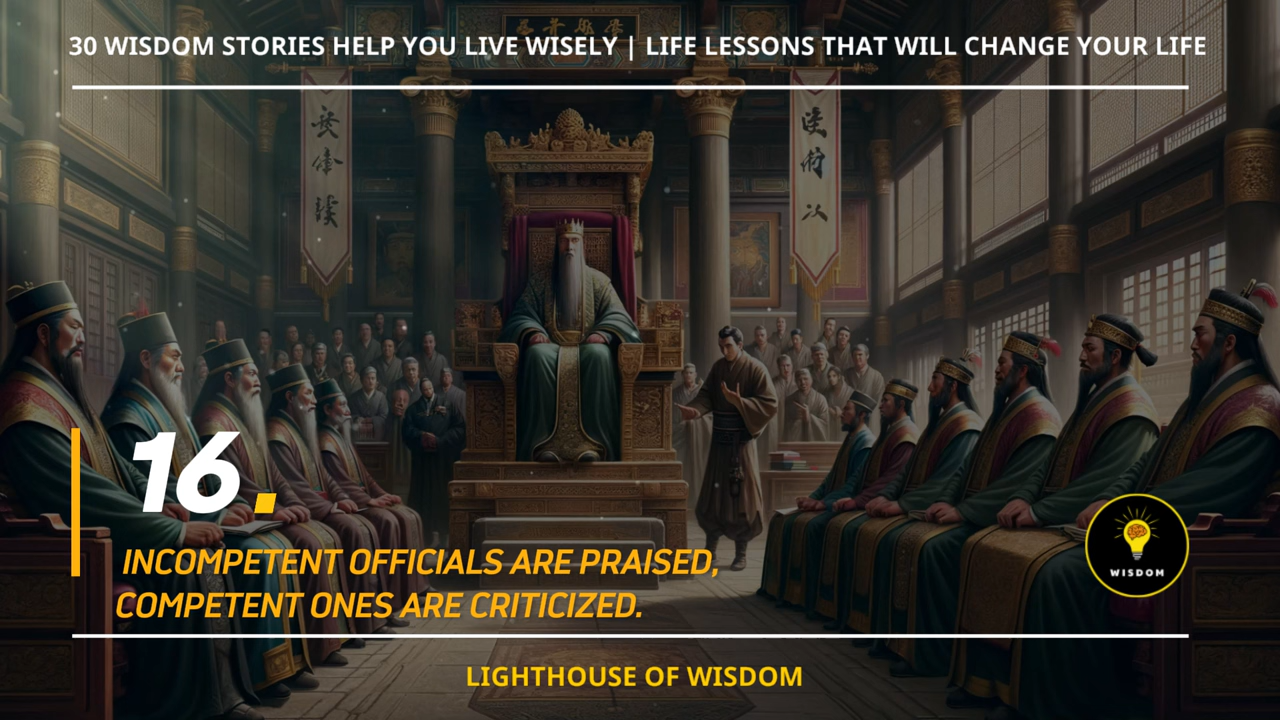 30 WISDOM STORIES HELP YOU LIVE WISELY | LIFE LESSONS THAT WILL CHANGE YOUR LIFE
16.
INCOMPETENT OFFICIALS ARE PRAISED,
COMPETENT ONES ARE CRITICIZED.
WISDOM
LIGHTHOUSE OF WISDOM